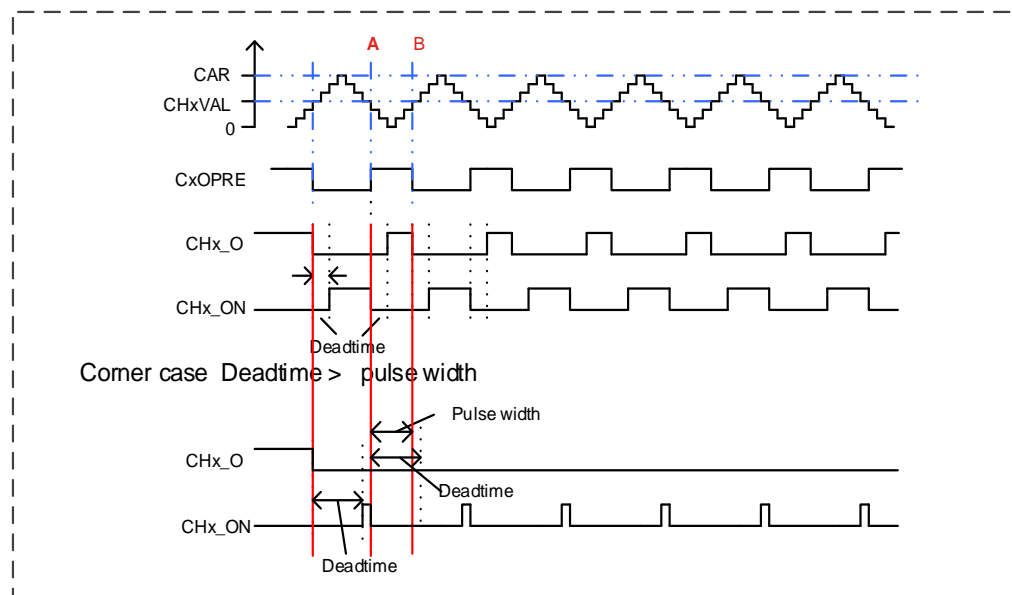 A B
CAR
CHxVAL
0
CxOPRE
CHx_O
CHx_ON
Deadtime
Corner case Deadtime > pulse width
Pulse width
CHx_O
Deadtime
CHx_ON
Deadtime